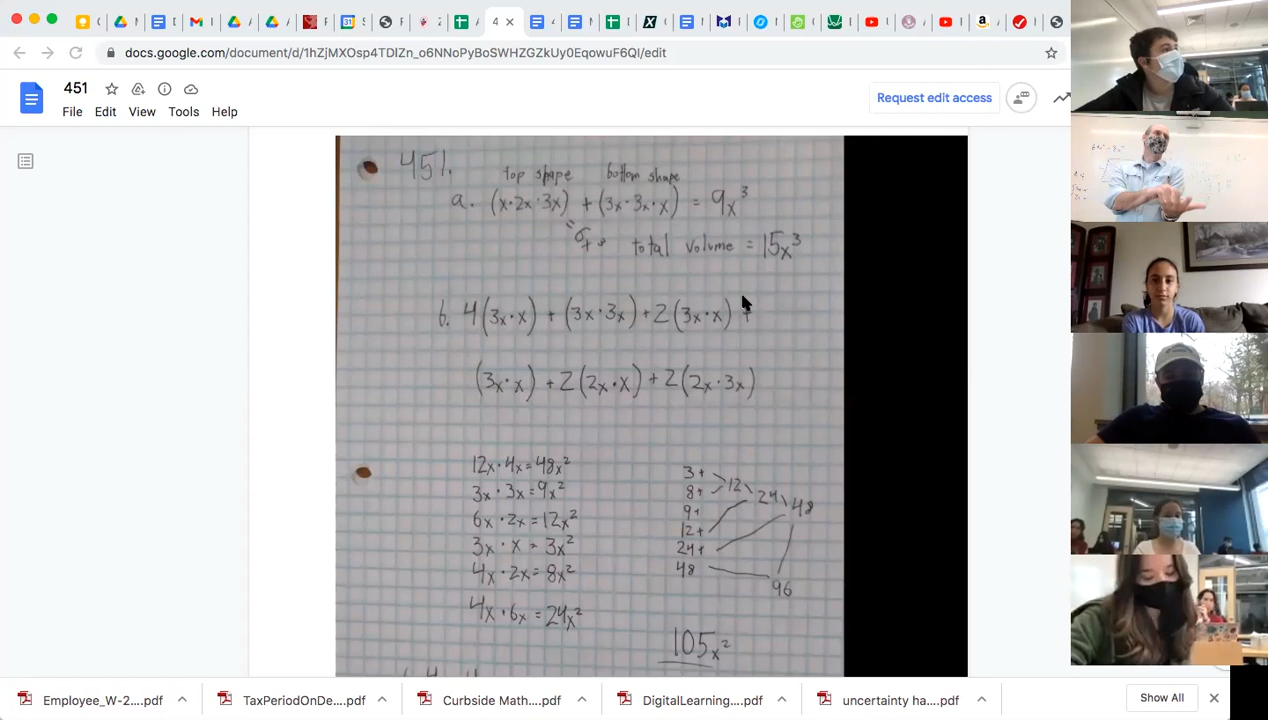 docs.google.com/document/d/1hZjMXOsp4TDIZn_o6NNoPyBoSWHZGZkUy0EqowuF6QI/edit
451
File Edit View Tools Help
Request edit access
451.
top shape bottom shape
a. (x·2x·3x) + (3x·3x·x) = 9x³
total volume = 15x³
b. 4(3x·x) + (3x·3x) + 2(3x·x) +
(3x·x) + 2(2x·x) + 2(2x·3x)
12x·4x = 48x²
3x·3x = 9x²
6x·2x = 12x²
3x·x = 3x²
4x·2x = 8x²
4x·6x = 24x²
3+
8+ 12 24 48
9+
12+
24+
48
96
105x²
Employee_W-2....pdf TaxPeriodOnDe....pdf Curbside Math....pdf DigitalLearning....pdf uncertainty ha....pdf Show All